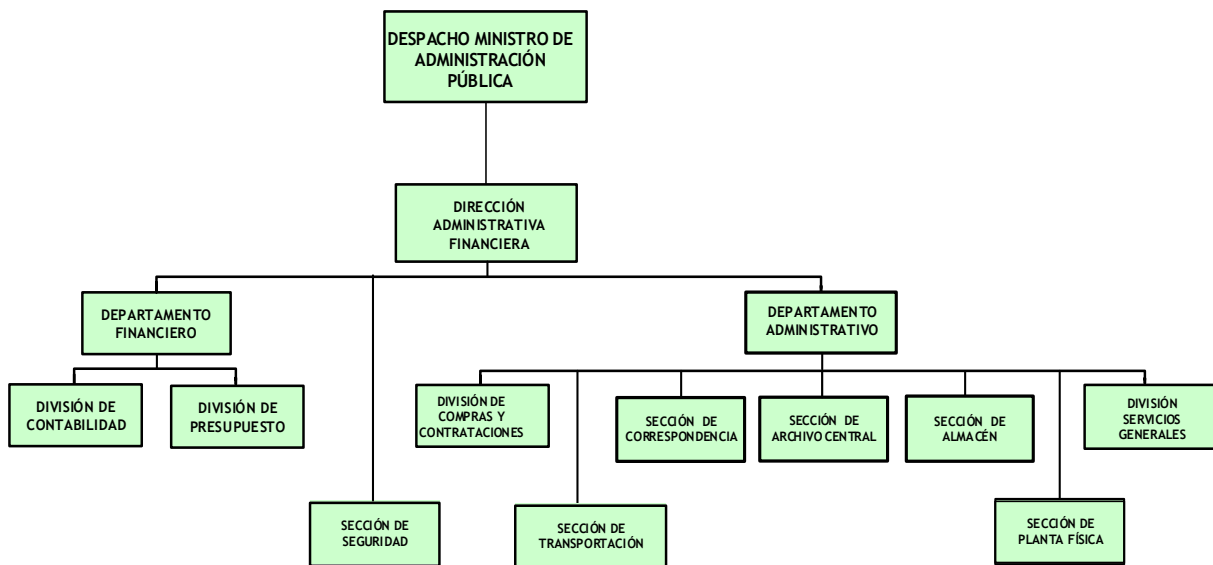 DESPACHO MINISTRO DE
ADMINISTRACIÓN
PÚBLICA
DIRECCIÓN
ADMINISTRATIVA
FINANCIERA
DEPARTAMENTO
FINANCIERO
DEPARTAMENTO
ADMINISTRATIVO
DIVISIÓN DE
CONTABILIDAD
DIVISIÓN DE
PRESUPUESTO
DIVISIÓN DE
COMPRAS Y
CONTRATACIONES
SECCIÓN DE
CORRESPONDENCIA
SECCIÓN DE
ARCHIVO CENTRAL
SECCIÓN DE
ALMACÉN
DIVISIÓN
SERVICIOS
GENERALES
SECCIÓN DE
SEGURIDAD
SECCIÓN DE
TRANSPORTACIÓN
SECCIÓN DE
PLANTA FÍSICA